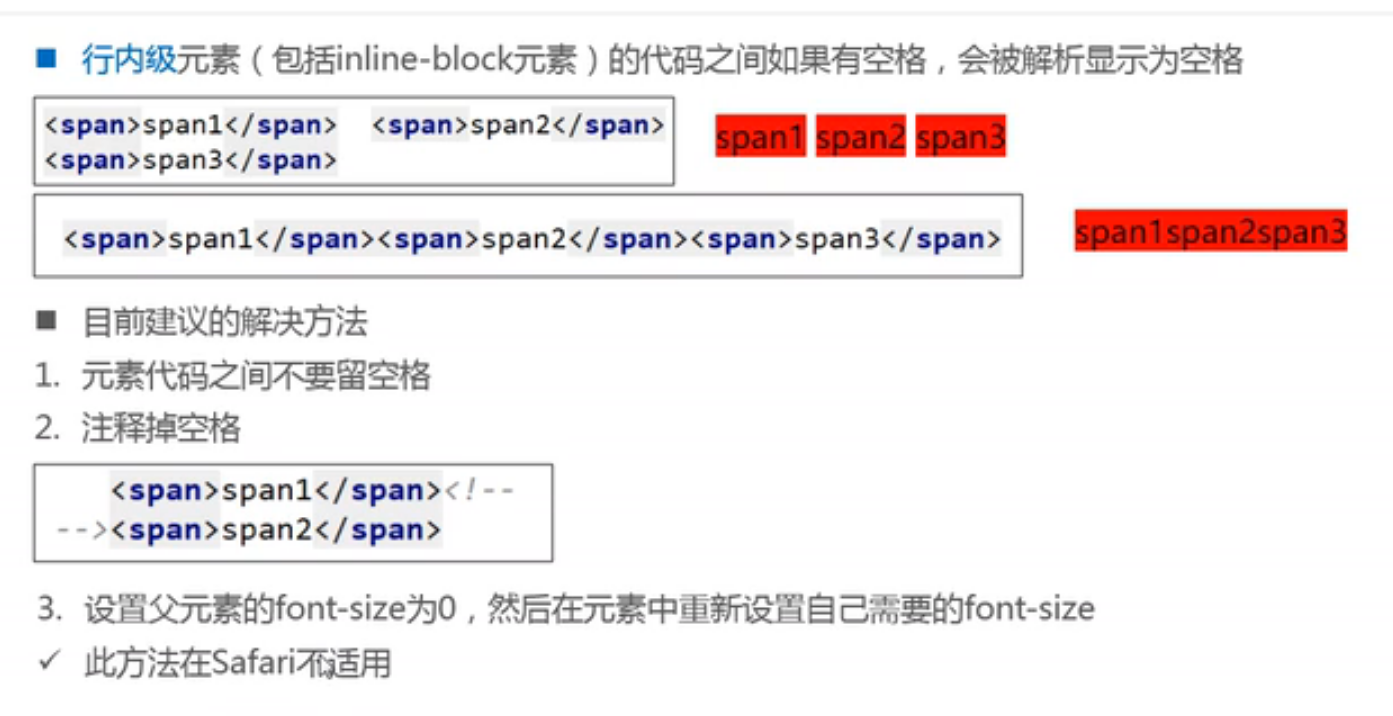 行内级元素（包括inline-block元素）的代码之间如果有空格，会被解析显示为空格
<span>span1</span>  <span>span2</span>
<span>span3</span>
span1 span2 span3
<span>span1</span><span>span2</span><span>span3</span>
span1span2span3
目前建议的解决方法
1. 元素代码之间不要留空格
2. 注释掉空格
<span>span1</span><!--
--><span>span2</span>
3. 设置父元素的font-size为0，然后在元素中重新设置自己需要的font-size
✓ 此方法在Safari不适用